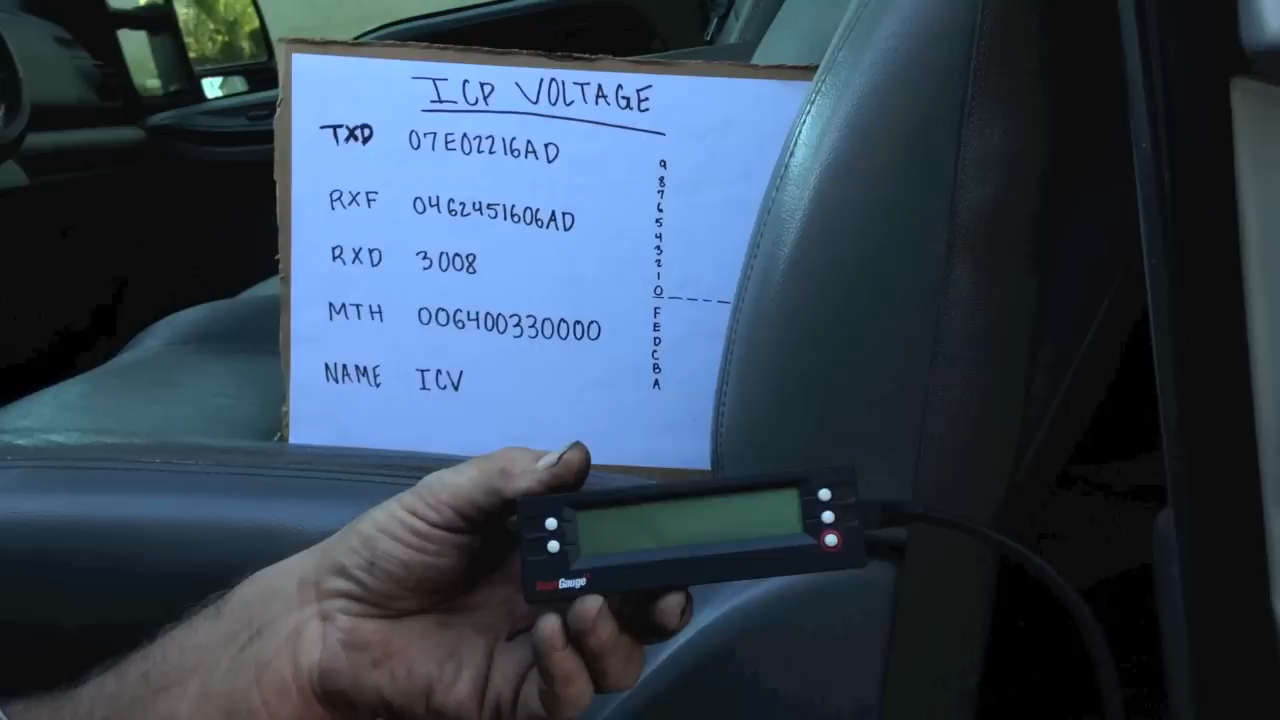 ICP VOLTAGE
TXD 07E02216AD
RXF 0462451606AD
RXD 3008
MTH 006400330000
NAME ICV
9
8
7
6
5
4
3
2
1
0
F
E
D
C
B
A
ScanGauge